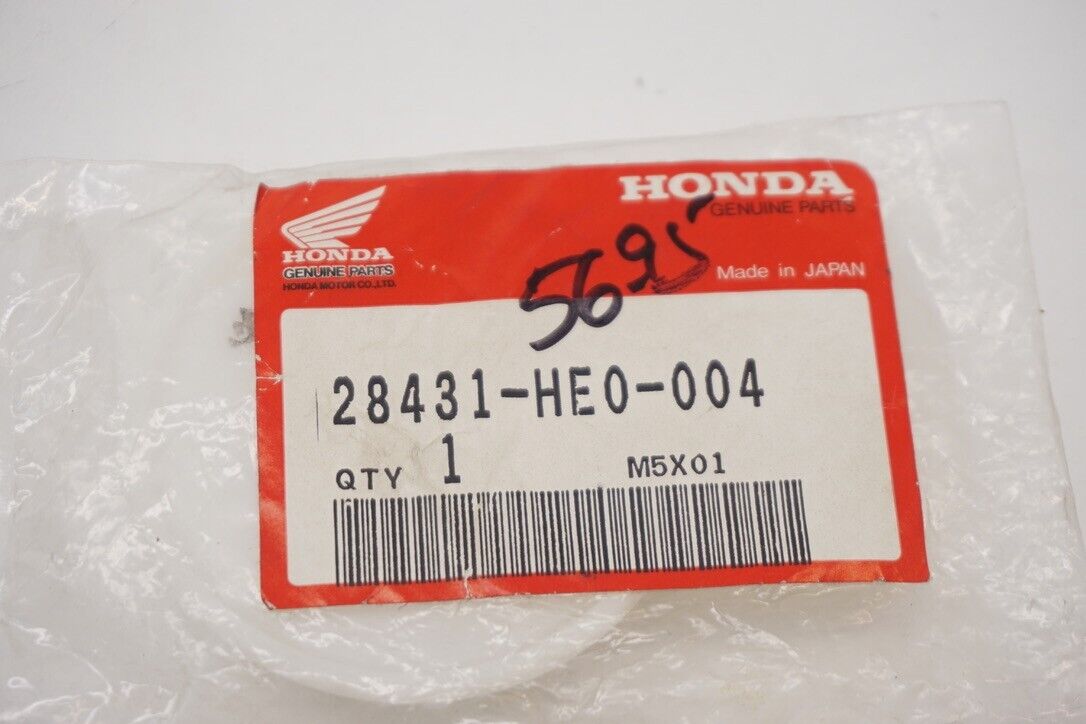 HONDA
GENUINE PARTS
HONDA MOTOR CO.,LTD.
HONDA
GENUINE PARTS
5695
Made in JAPAN
28431-HE0-004
QTY 1 M5X01